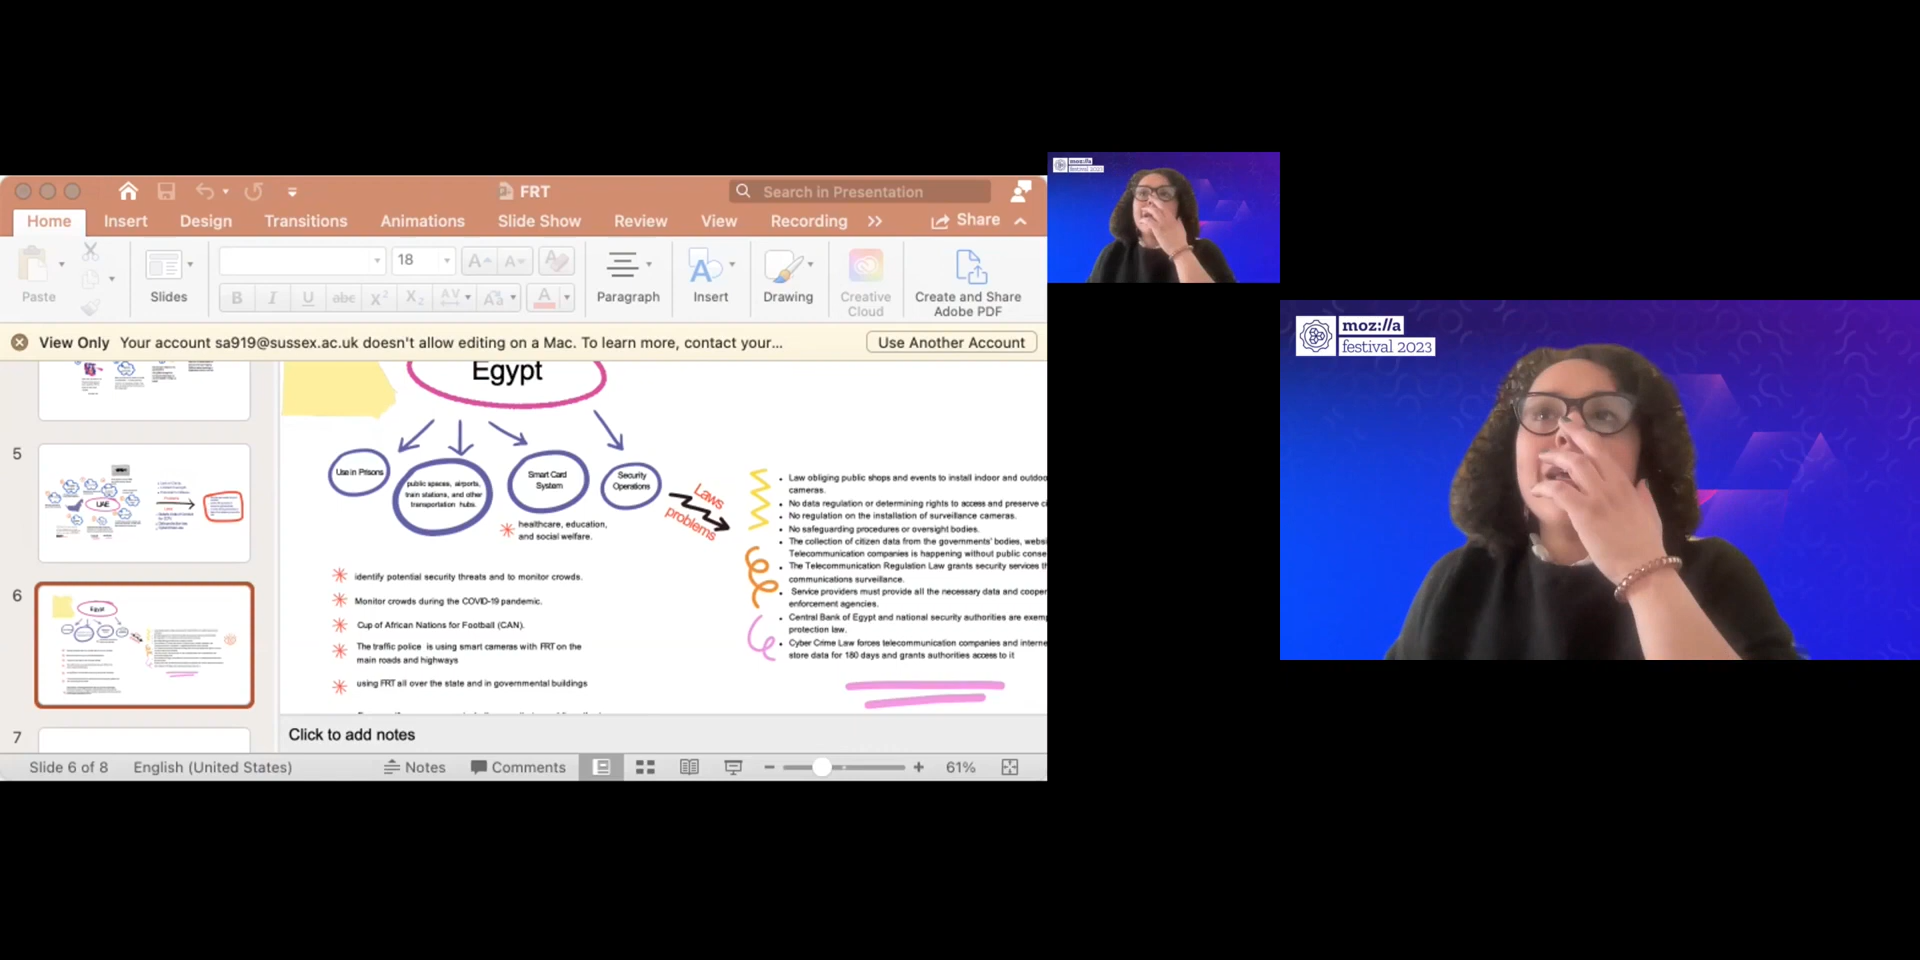 FRT
Search in Presentation
Home Insert Design Transitions Animations Slide Show Review View Recording Share
18
Paste
Slides
Paragraph
Insert
Drawing
Creative
Cloud
Create and Share
Adobe PDF
View Only Your account sa919@sussex.ac.uk doesn't allow editing on a Mac. To learn more, contact your...
Use Another Account
5
UAE
6
Egypt
7
Egypt
Use in Prisons
public spaces, airports,
train stations, and other
transportation hubs.
Smart Card
System
Security
Operations
healthcare, education,
and social welfare.
Laws
problems
identify potential security threats and to monitor crowds.
Monitor crowds during the COVID-19 pandemic.
Cup of African Nations for Football (CAN).
The traffic police is using smart cameras with FRT on the
main roads and highways
using FRT all over the state and in governmental buildings
Law obliging public shops and events to install indoor and outdoo
cameras.
No data regulation or determining rights to access and preserve ci
No regulation on the installation of surveillance cameras.
No safeguarding procedures or oversight bodies.
The collection of citizen data from the governments' bodies, websi
Telecommunication companies is happening without public conse
The Telecommunication Regulation Law grants security services th
communications surveillance.
Service providers must provide all the necessary data and cooper
enforcement agencies.
Central Bank of Egypt and national security authorities are exemp
protection law.
Cyber Crime Law forces telecommunication companies and interne
store data for 180 days and grants authorities access to it
Click to add notes
Slide 6 of 8 English (United States) Notes Comments 61%
moz://a
festival 2023
moz://a
festival 2023